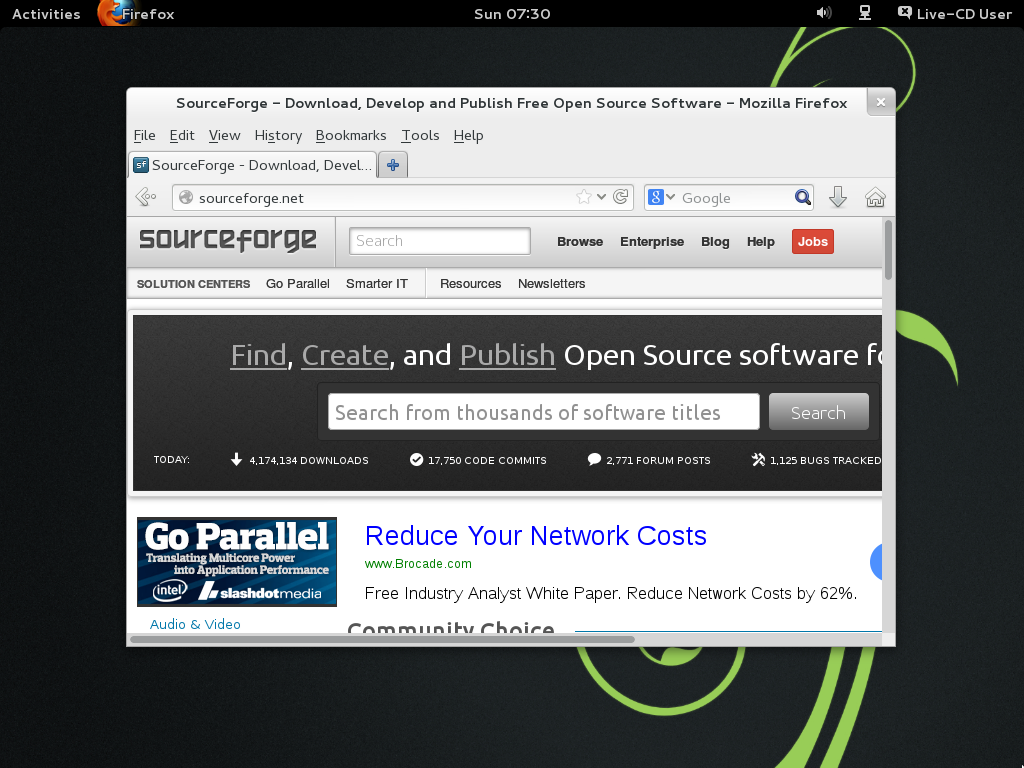 Activities Firefox Sun 07:30 Live-CD User
SourceForge - Download, Develop and Publish Free Open Source Software - Mozilla Firefox
File Edit View History Bookmarks Tools Help
sf SourceForge - Download, Devel...
sourceforge.net 8 Google
sourceforge Search Browse Enterprise Blog Help Jobs
SOLUTION CENTERS Go Parallel Smarter IT Resources Newsletters
Find, Create, and Publish Open Source software fo
Search from thousands of software titles Search
TODAY: 4,174,134 DOWNLOADS 17,750 CODE COMMITS 2,771 FORUM POSTS 1,125 BUGS TRACKED
Go Parallel
Translating Multicore Power
into Application Performance
intel slashdotmedia
Reduce Your Network Costs
www.Brocade.com
Free Industry Analyst White Paper. Reduce Network Costs by 62%.
Audio & Video
Community Choice